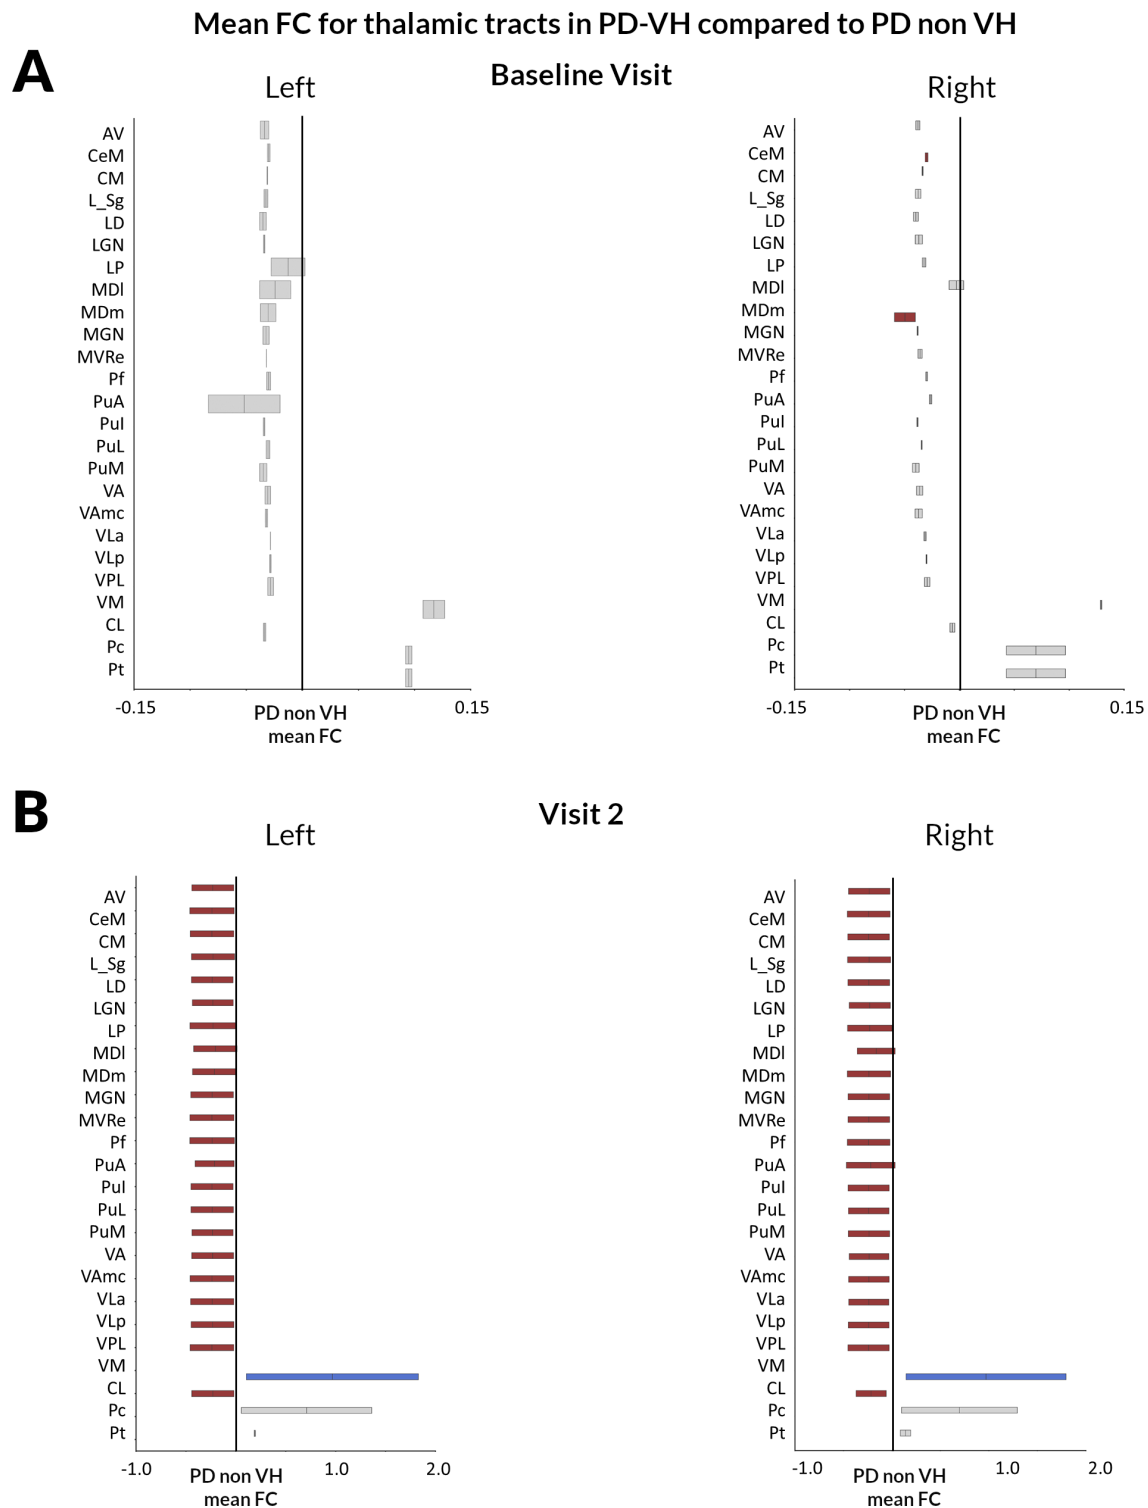 Mean FC for thalamic tracts in PD-VH compared to PD non VH
A
Baseline Visit
Left
AV
CeM
CM
L_Sg
LD
LGN
LP
MDl
MDm
MGN
MVRe
Pf
PuA
PuI
PuL
PuM
VA
VAmc
VLa
VLp
VPL
VM
CL
Pc
Pt
-0.15
PD non VH
mean FC
0.15
Right
AV
CeM
CM
L_Sg
LD
LGN
LP
MDl
MDm
MGN
MVRe
Pf
PuA
PuI
PuL
PuM
VA
VAmc
VLa
VLp
VPL
VM
CL
Pc
Pt
-0.15
PD non VH
mean FC
0.15
B
Visit 2
Left
AV
CeM
CM
L_Sg
LD
LGN
LP
MDl
MDm
MGN
MVRe
Pf
PuA
PuI
PuL
PuM
VA
VAmc
VLa
VLp
VPL
VM
CL
Pc
Pt
-1.0
PD non VH
mean FC
1.0
2.0
Right
AV
CeM
CM
L_Sg
LD
LGN
LP
MDl
MDm
MGN
MVRe
Pf
PuA
PuI
PuL
PuM
VA
VAmc
VLa
VLp
VPL
VM
CL
Pc
Pt
-1.0
PD non VH
mean FC
1.0
2.0